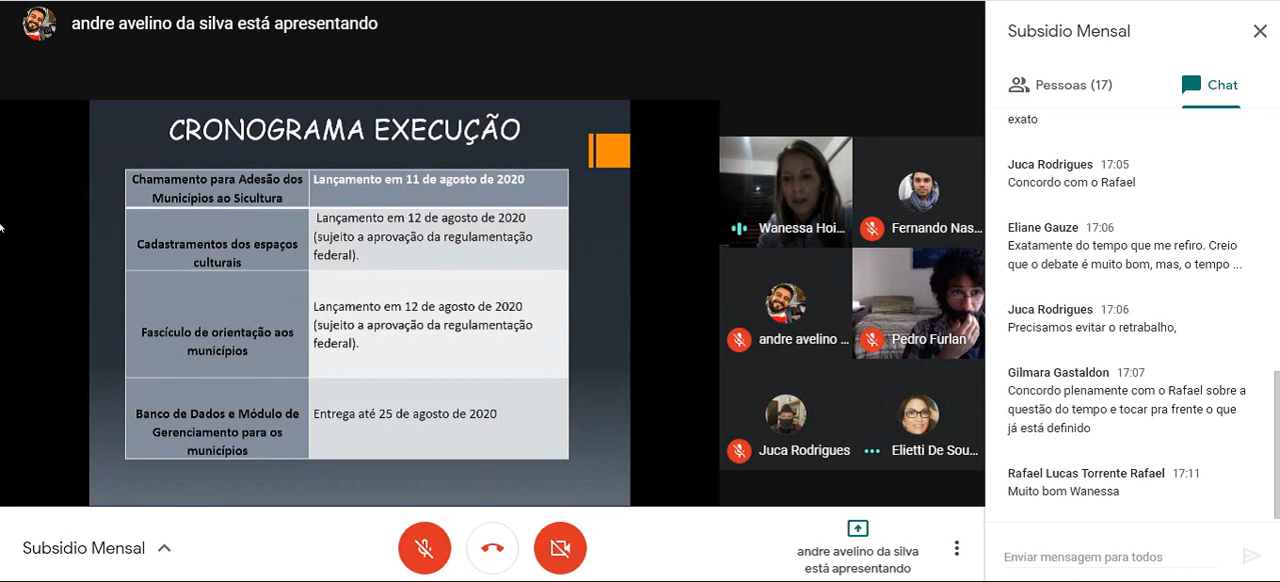 andre avelino da silva está apresentando
CRONOGRAMA EXECUÇÃO
Chamamento para Adesão dos
Municípios ao Sicultura
Lançamento em 11 de agosto de 2020
Cadastramentos dos espaços
culturais
Lançamento em 12 de agosto de 2020
(sujeito a aprovação da regulamentação
federal).
Fascículo de orientação aos
municípios
Lançamento em 12 de agosto de 2020
(sujeito a aprovação da regulamentação
federal).
Banco de Dados e Módulo de
Gerenciamento para os
municípios
Entrega até 25 de agosto de 2020
Wanessa Hoi...
Fernando Nas...
andre avelino ...
Pedro Furlan
Juca Rodrigues
Elietti De Sou...
Subsidio Mensal
andre avelino da silva
está apresentando
Subsidio Mensal
Pessoas (17)
Chat
exato
Juca Rodrigues 17:05
Concordo com o Rafael
Eliane Gauze 17:06
Exatamente do tempo que me refiro. Creio
que o debate é muito bom, mas, o tempo ...
Juca Rodrigues 17:06
Precisamos evitar o retrabalho,
Gilmara Gastaldon 17:07
Concordo plenamente com o Rafael sobre a
questão do tempo e tocar pra frente o que
já está definido
Rafael Lucas Torrente Rafael 17:11
Muito bom Wanessa
Enviar mensagem para todos